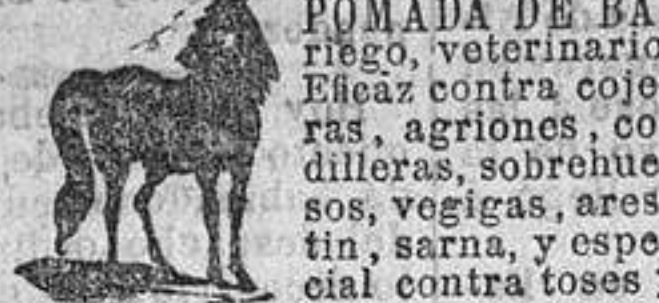 POMADA DE BA
riego, veterinario
Eficáz contra coje
ras, agriones, co
dilleras, sobrehue
sos, vegigas, ares
tin, sarna, y espe
cial contra toses